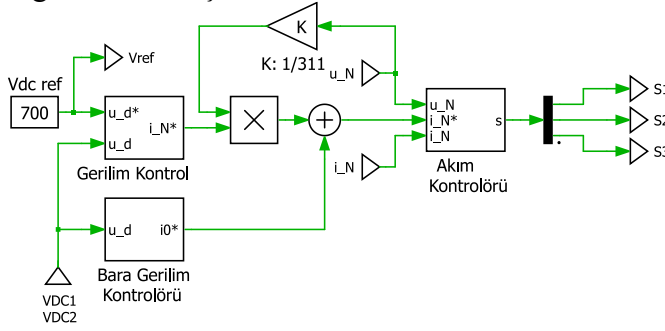 K
K: 1/311
u_N
Vref
Vdc ref
700
u_d*
i_N*
u_d
Gerilim Kontrol
×
+
u_N
i_N*
i_N
s
i_N
Akım
Kontrolörü
S1
S2
S3
u_d
i0*
Bara Gerilim
Kontrolörü
VDC1
VDC2